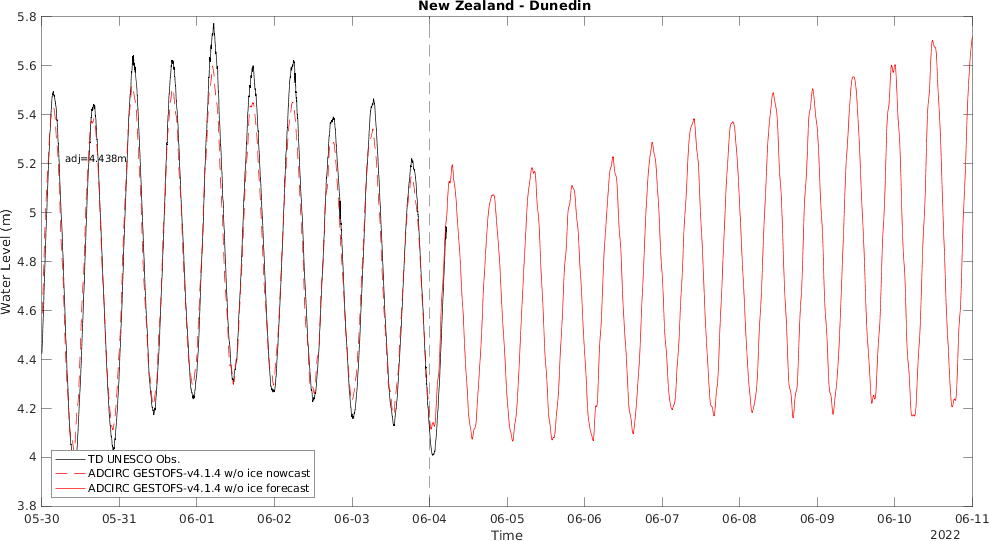 New Zealand - Dunedin
5.8
5.6
5.4
5.2
5
4.8
4.6
4.4
4.2
4
3.8
Water Level (m)
adj=4.438m
TD UNESCO Obs.
ADCIRC GESTOFS-v4.1.4 w/o ice nowcast
ADCIRC GESTOFS-v4.1.4 w/o ice forecast
05-30 05-31 06-01 06-02 06-03 06-04 06-05 06-06 06-07 06-08 06-09 06-10 06-11
Time
2022